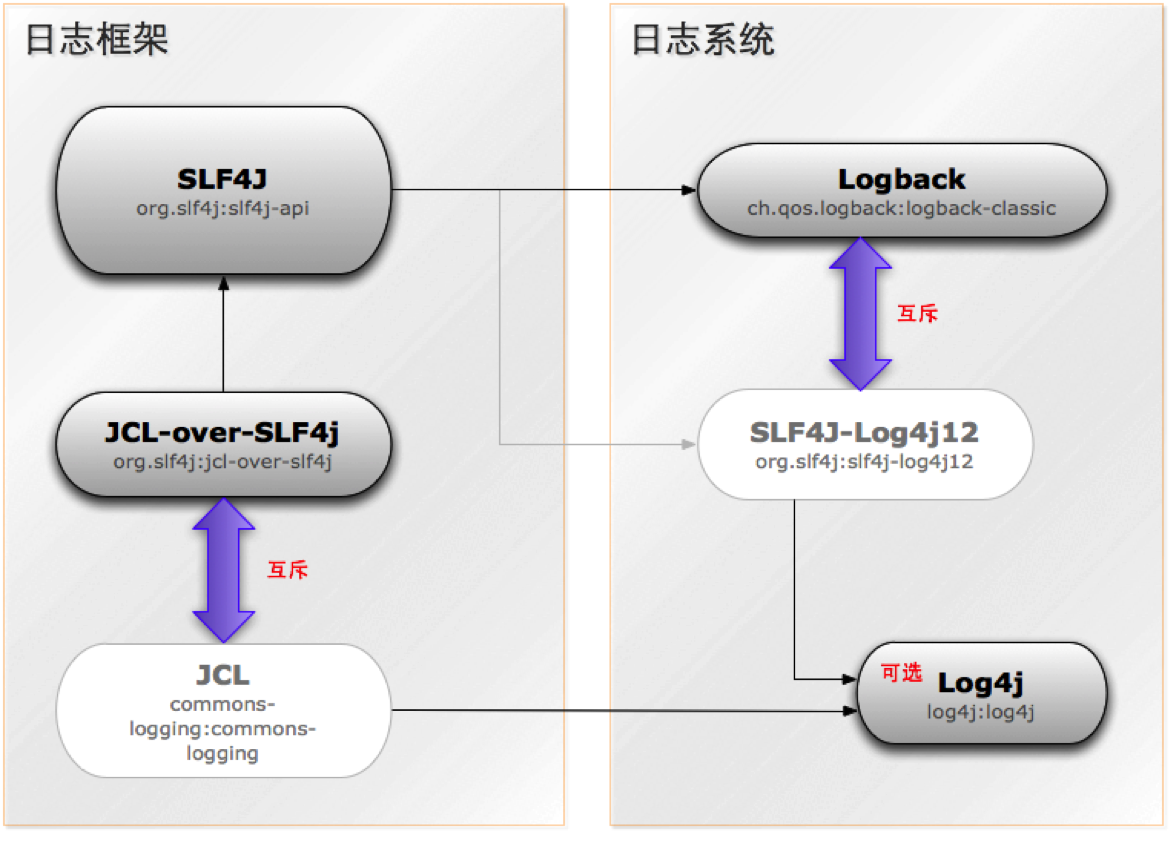 日志框架
SLF4J
org.slf4j:slf4j-api
JCL-over-SLF4j
org.slf4j:jcl-over-slf4j
互斥
JCL
commons-
logging:commons-
logging
日志系统
Logback
ch.qos.logback:logback-classic
互斥
SLF4J-Log4j12
org.slf4j:slf4j-log4j12
可选
Log4j
log4j:log4j